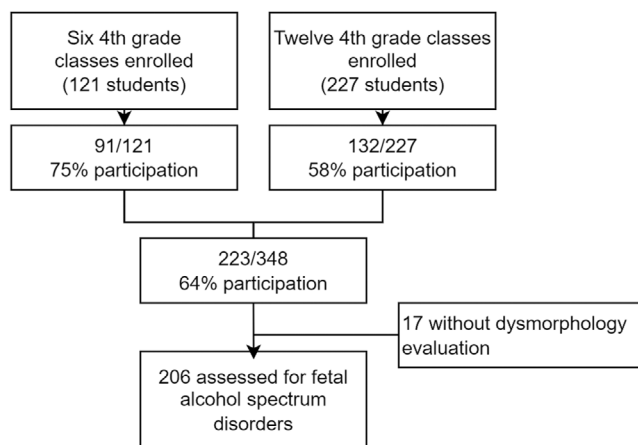 Six 4th grade
classes enrolled
(121 students)
Twelve 4th grade classes
enrolled
(227 students)
91/121
75% participation
132/227
58% participation
223/348
64% participation
17 without dysmorphology
evaluation
206 assessed for fetal
alcohol spectrum
disorders